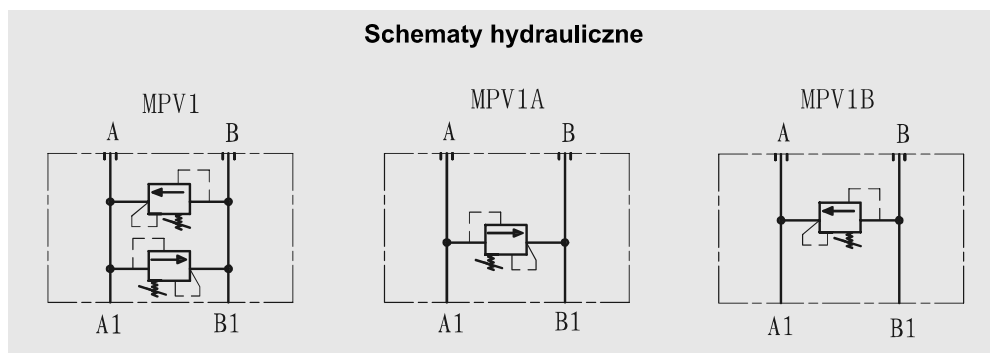 Schematy hydrauliczne
MPV1
A B
A1 B1
MPV1A
A B
A1 B1
MPV1B
A B
A1 B1